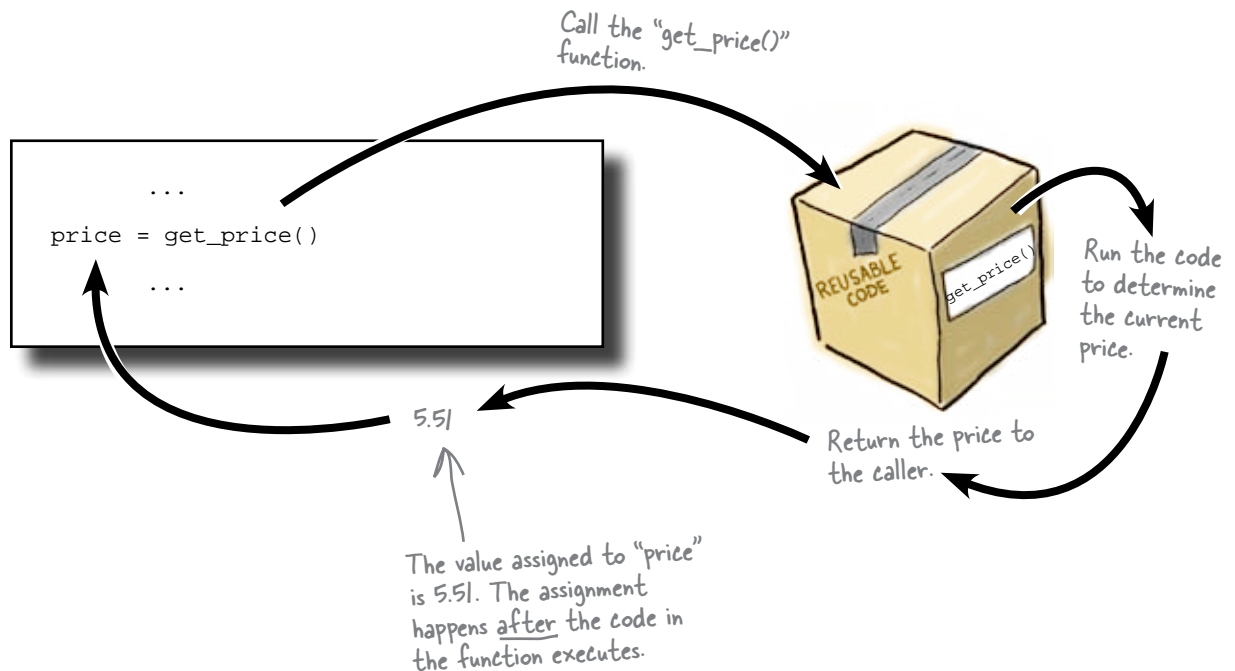 Call the “get_price()”
function.
...
price = get_price()
...
REUSABLE
CODE
get_price()
Run the code
to determine
the current
price.
Return the price to
the caller.
5.51
The value assigned to “price”
is 5.51. The assignment
happens after the code in
the function executes.